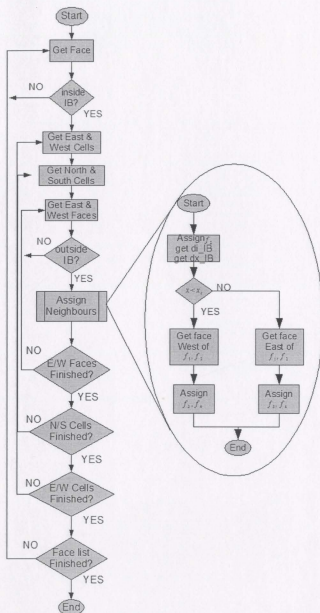 Start
Get Face
NO
inside
IB?
YES
Get East &
West Cells
Get North &
South Cells
Get East &
West Faces
NO
outside
IB?
YES
Assign
Neighbours
NO
E/W Faces
Finished?
YES
NO
N/S Cells
Finished?
YES
NO
E/W Cells
Finished?
YES
NO
Face list
Finished?
YES
End
Start
Assign
get di_IB
get dx_IB
NO
YES
Get face
West of
Get face
East of
Assign
Assign
End